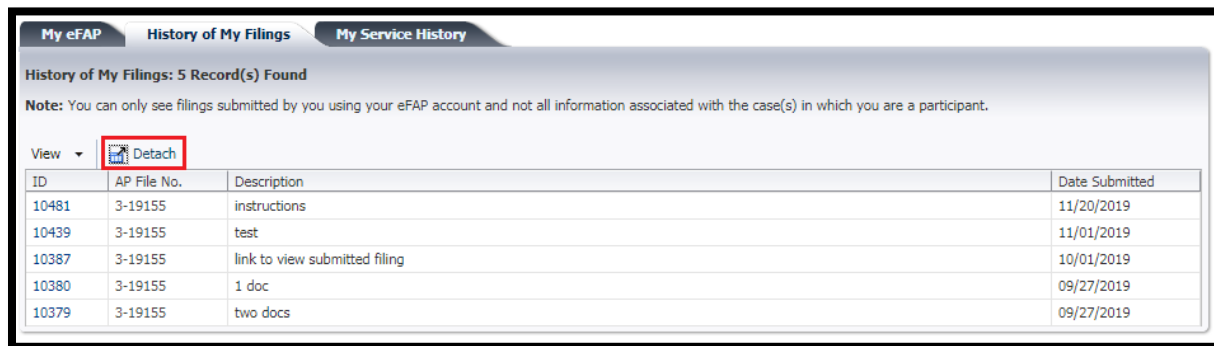 My eFAP History of My Filings My Service History
History of My Filings: 5 Record(s) Found
Note: You can only see filings submitted by you using your eFAP account and not all information associated with the case(s) in which you are a participant.
View Detach
ID AP File No. Description Date Submitted
10481 3-19155 instructions 11/20/2019
10439 3-19155 test 11/01/2019
10387 3-19155 link to view submitted filing 10/01/2019
10380 3-19155 1 doc 09/27/2019
10379 3-19155 two docs 09/27/2019